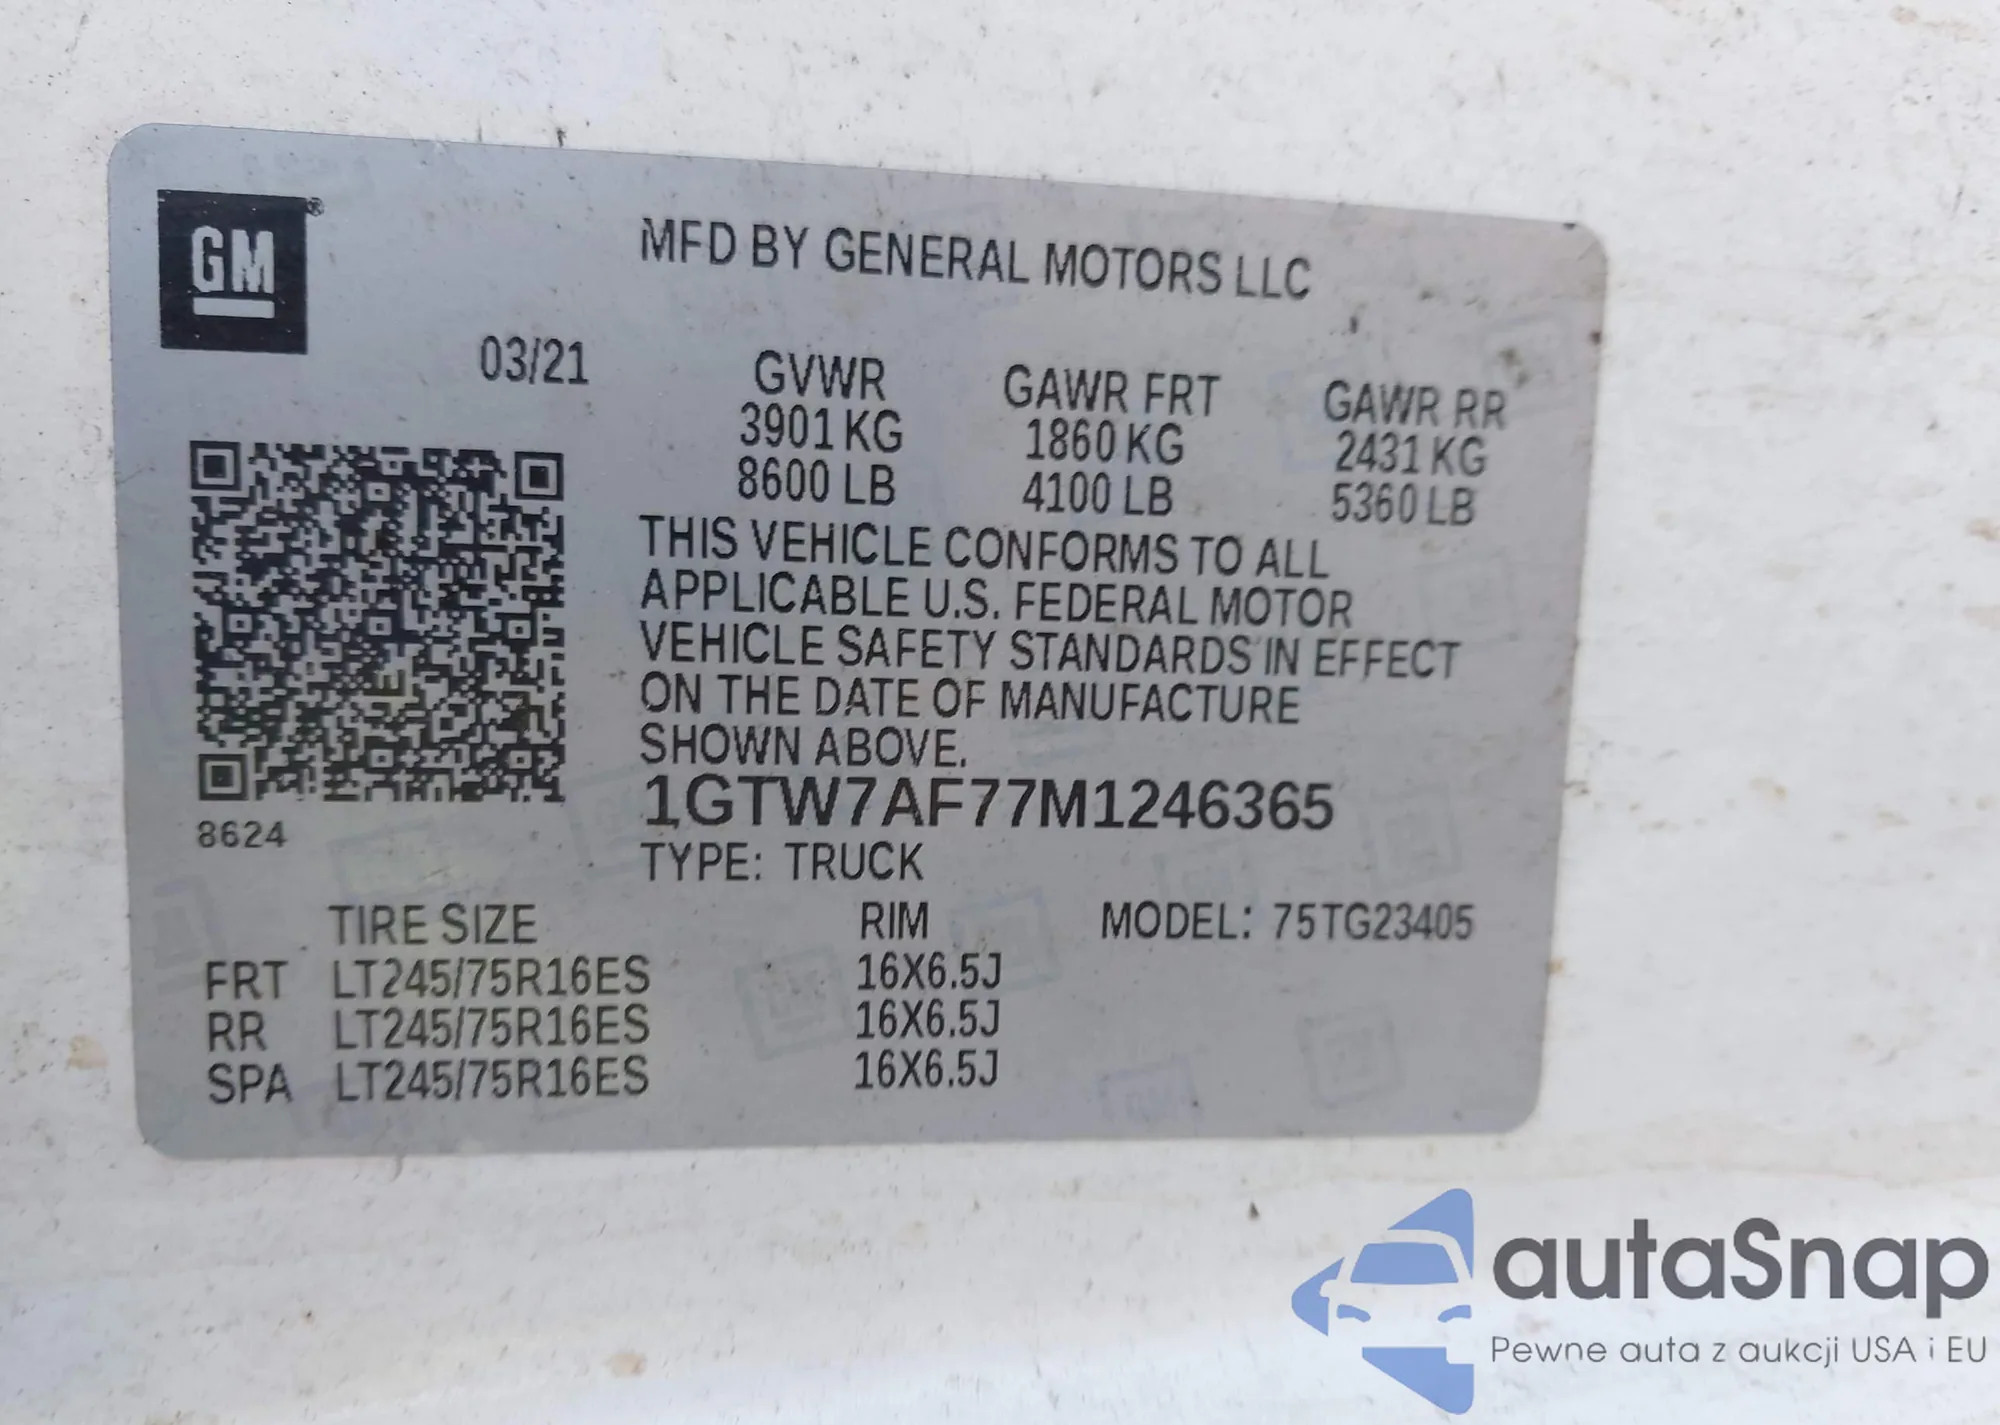 GM®
MFD BY GENERAL MOTORS LLC
03/21
GVWR GAWR FRT GAWR RR
3901 KG 1860 KG 2431 KG
8600 LB 4100 LB 5360 LB
THIS VEHICLE CONFORMS TO ALL
APPLICABLE U.S. FEDERAL MOTOR
VEHICLE SAFETY STANDARDS IN EFFECT
ON THE DATE OF MANUFACTURE
SHOWN ABOVE.
1GTW7AF77M1246365
8624
TYPE: TRUCK
TIRE SIZE RIM MODEL: 75TG23405
FRT LT245/75R16ES 16X6.5J
RR LT245/75R16ES 16X6.5J
SPA LT245/75R16ES 16X6.5J
autaSnap
Pewne auta z aukcji USA i EU